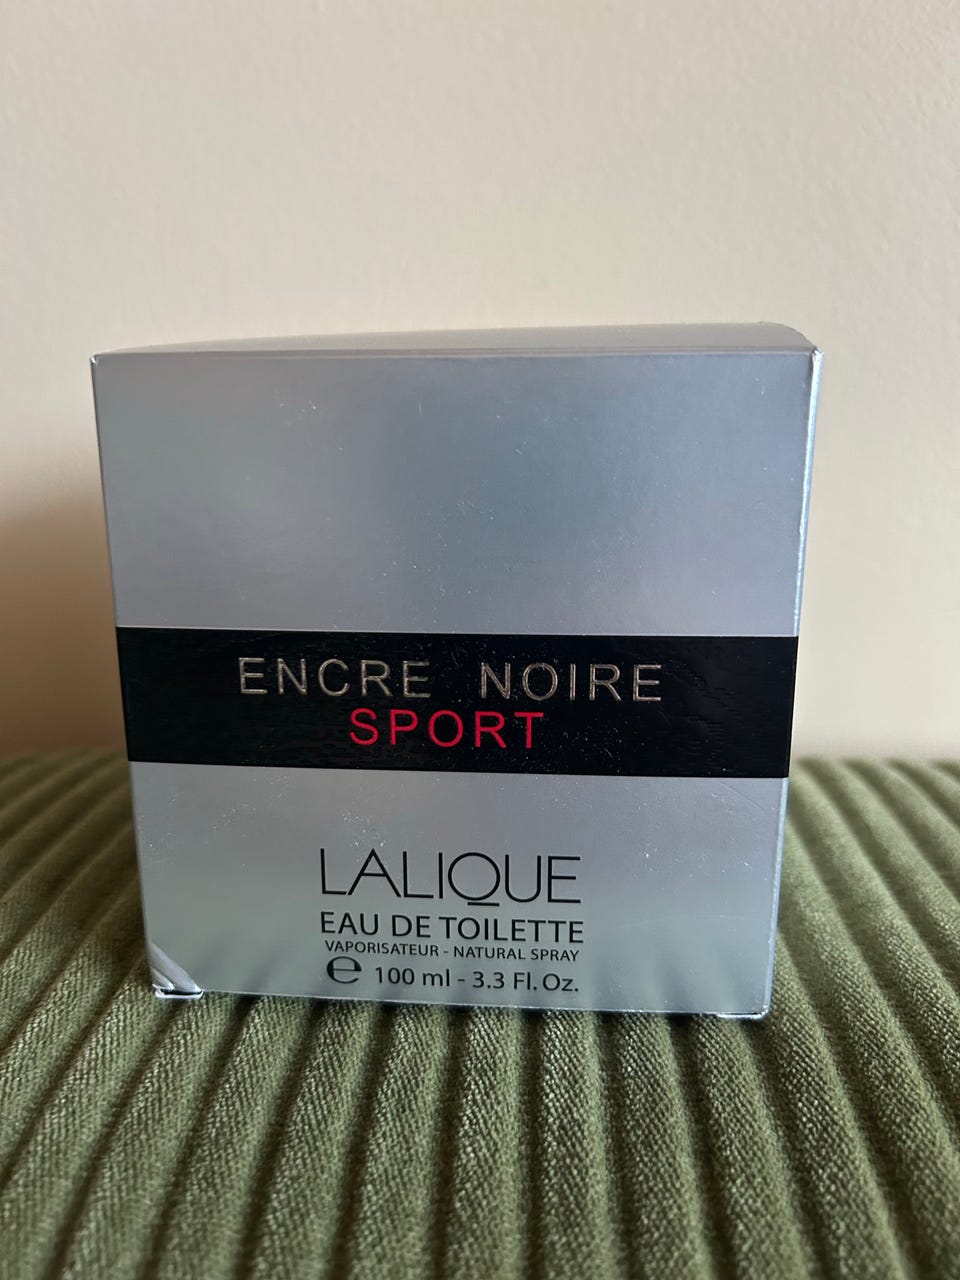 ENCRE NOIRE
SPORT
LALIQUE
EAU DE TOILETTE
VAPORISATEUR - NATURAL SPRAY
℮ 100 ml - 3.3 Fl. Oz.